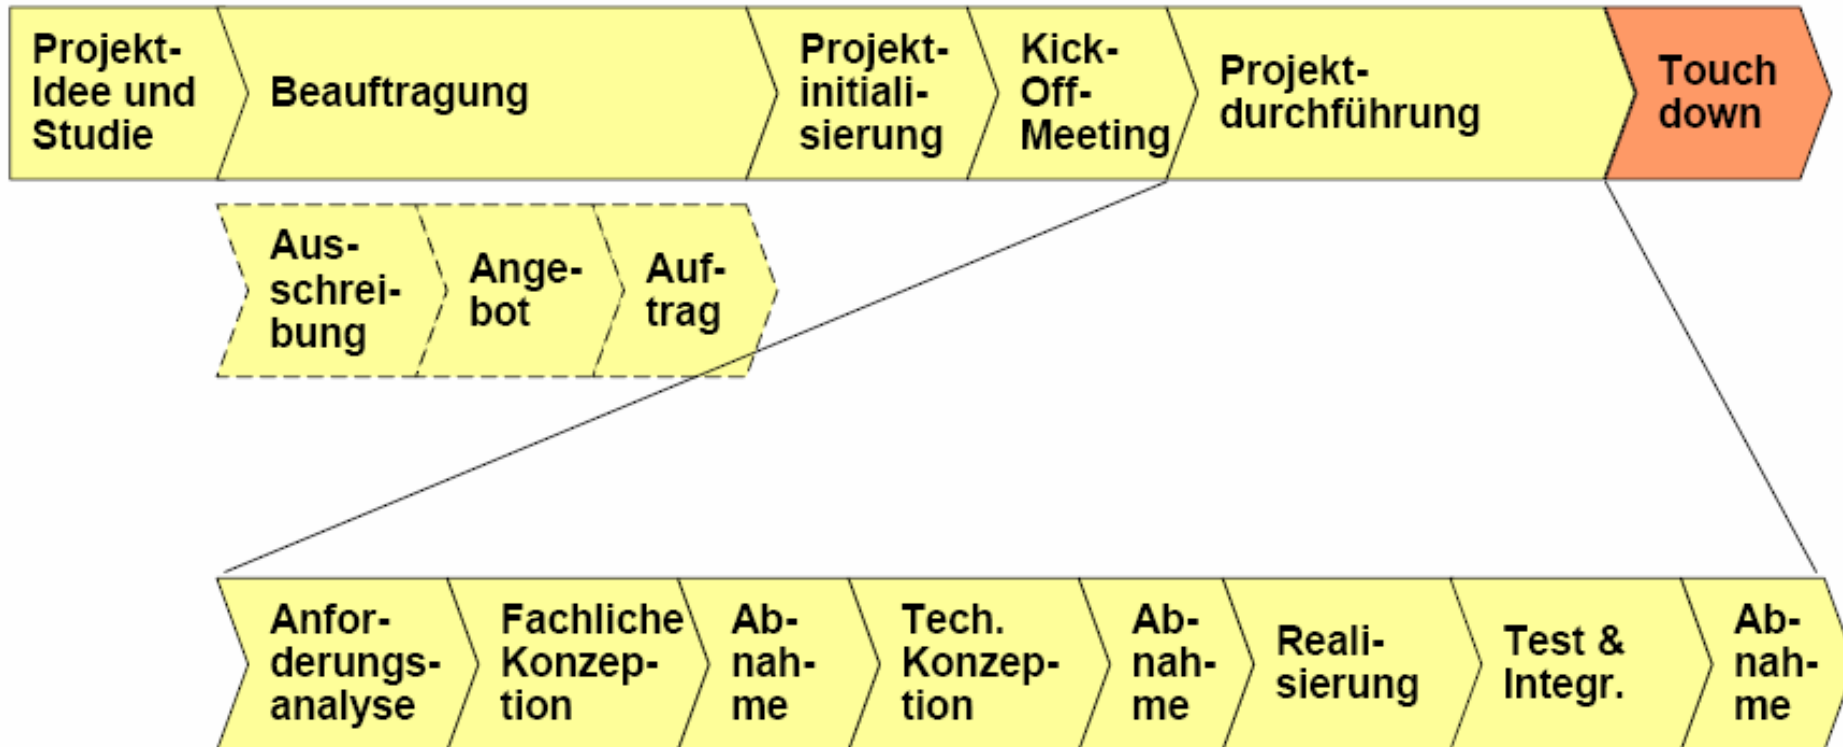 Projekt-
Idee und
Studie
Beauftragung
Projekt-
initiali-
sierung
Kick-
Off-
Meeting
Projekt-
durchführung
Touch
down
Aus-
schrei-
bung
Ange-
bot
Auf-
trag
Anfor-
derungs-
analyse
Fachliche
Konzep-
tion
Ab-
nah-
me
Tech.
Konzep-
tion
Ab-
nah-
me
Reali-
sierung
Test &
Integr.
Ab-
nah-
me